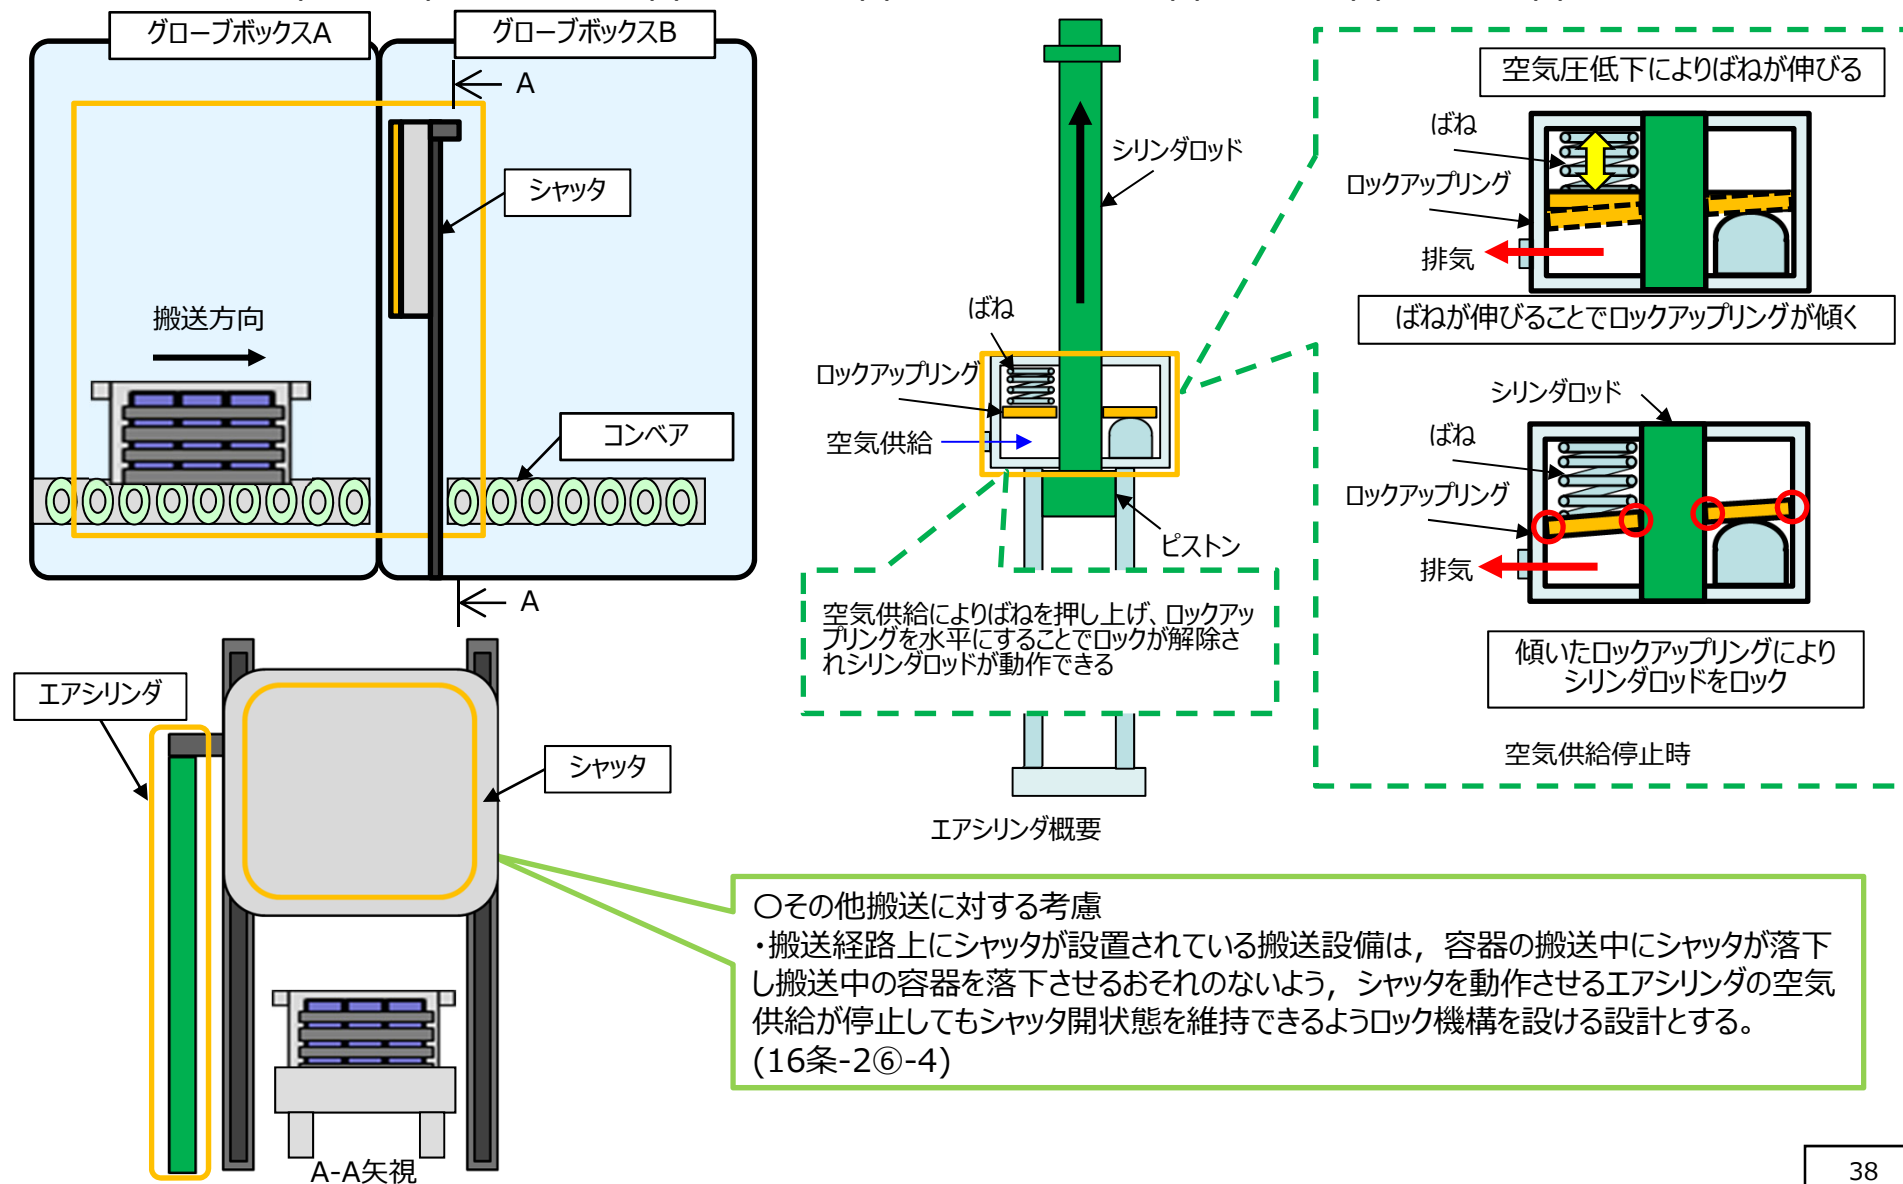 グローブボックスA
グローブボックスB
A
シャッタ
搬送方向
コンベア
A
エアシリンダ
シャッタ
A-A矢視
シリンダロッド
ばね
ロックアップリング
空気供給
ピストン
空気供給によりばねを押し上げ、ロックアッ
プリングを水平にすることでロックが解除さ
れシリンダロッドが動作できる
エアシリンダ概要
空気圧低下によりばねが伸びる
ばね
ロックアップリング
排気
ばねが伸びることでロックアップリングが傾く
シリンダロッド
ばね
ロックアップリング
排気
傾いたロックアップリングにより
シリンダロッドをロック
空気供給停止時
○その他搬送に対する考慮
・搬送経路上にシャッタが設置されている搬送設備は，容器の搬送中にシャッタが落下
し搬送中の容器を落下させるおそれのないよう，シャッタを動作させるエアシリンダの空気
供給が停止してもシャッタ開状態を維持できるようロック機構を設ける設計とする。
(16条-2⑥-4)
38